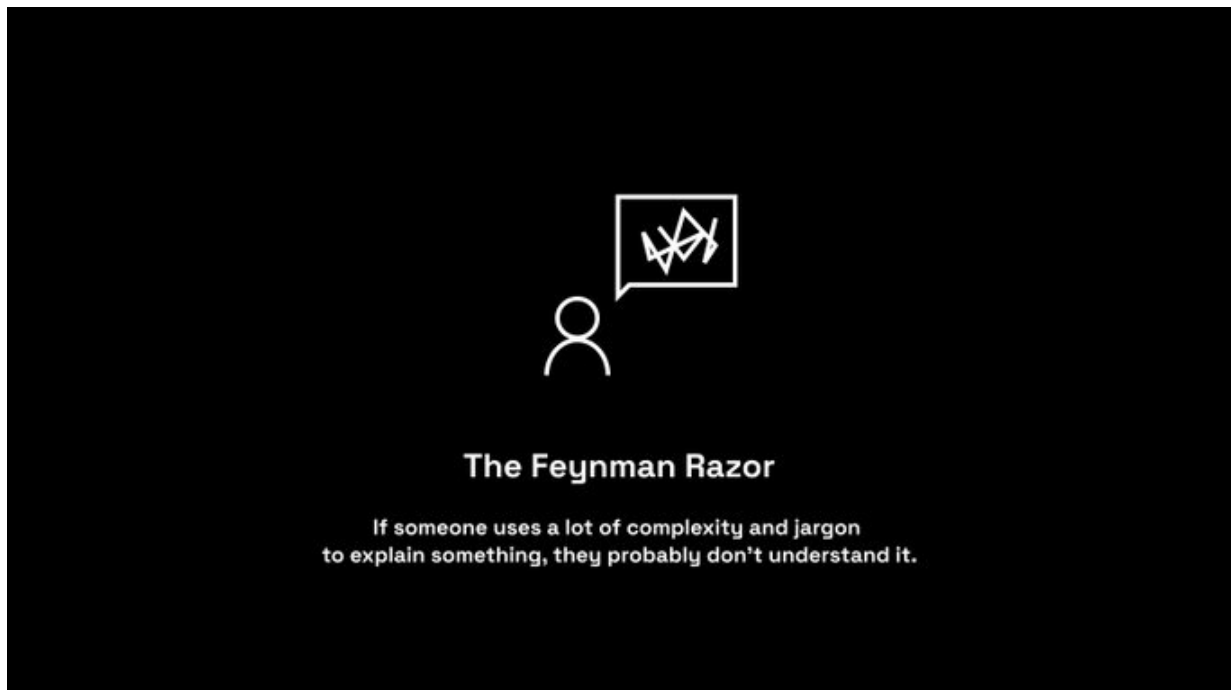 The Feynman Razor
If someone uses a lot of complexity and jargon
to explain something, they probably don't understand it.